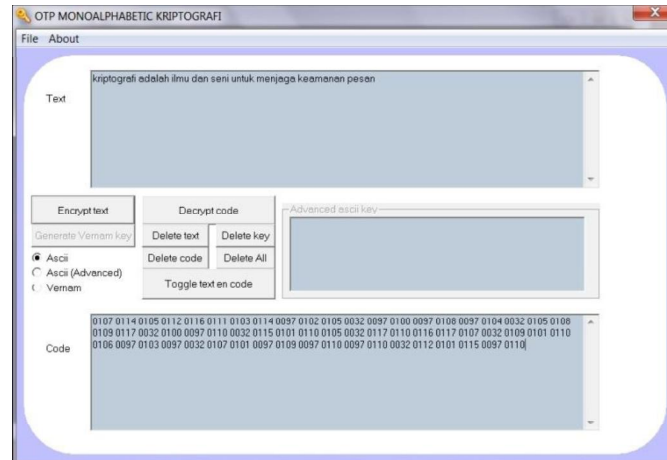 OTP MONOALPHABETIC KRIPTOGRAFI
File About
Text
kriptografi adalah ilmu dan seni untuk menjaga keamanan pesan
Encrypt text
Decrypt code
Advanced ascii key
Generate Vernam key
Delete text
Delete key
Ascii
Delete code
Delete All
Ascii (Advanced)
Toggle text en code
Vernam
Code
0107 0114 0105 0112 0116 0111 0103 0114 0097 0102 0105 0032 0097 0100 0097 0108 0097 0104 0032 0105 0108
0109 0117 0032 0100 0097 0110 0032 0115 0101 0110 0105 0032 0117 0110 0116 0117 0107 0032 0109 0101 0110
0106 0097 0103 0097 0032 0107 0101 0097 0109 0097 0110 0097 0110 0032 0112 0101 0115 0097 0110